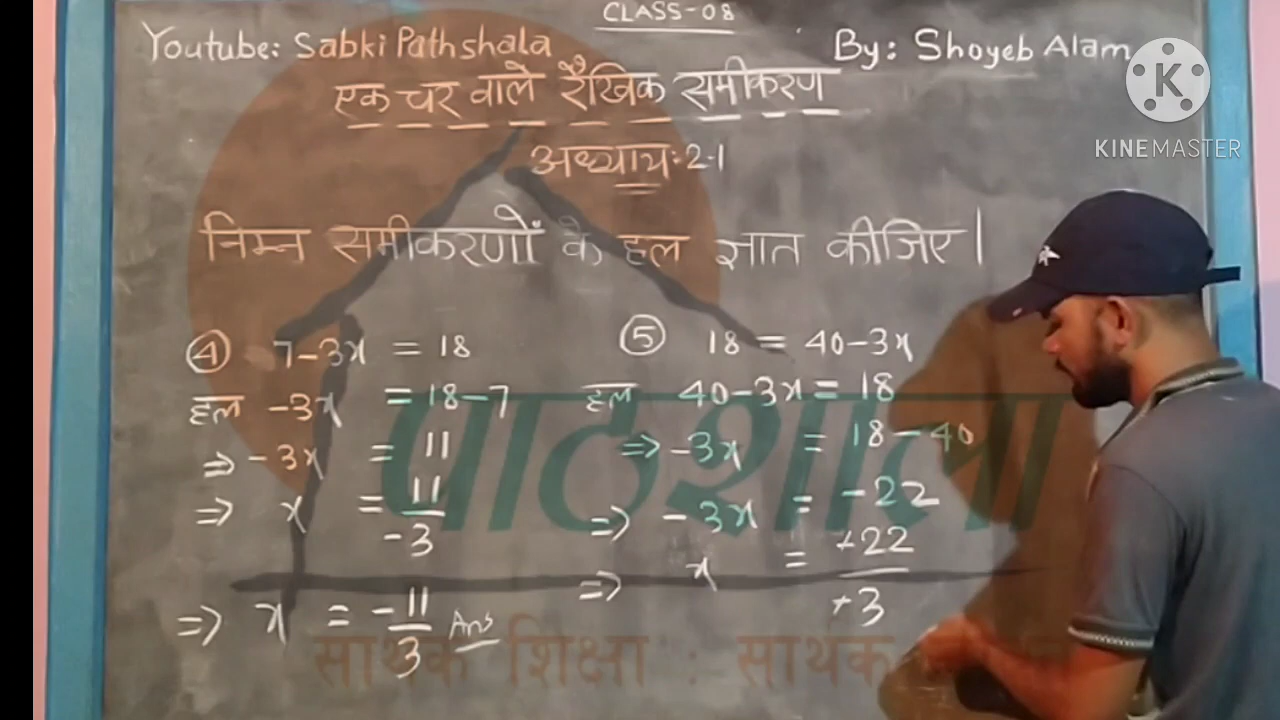 CLASS-08
Youtube: Sabki Pathshala
By: Shoyeb Alam
K
KINEMASTER
एक चर वाले रैखिक समीकरण
अध्याय:-2.1
निम्न समीकरणों के हल ज्ञात कीजिए।
④ 7-3x = 18
हल -3x = 18-7
=> -3x = 11
=> x = 11/-3
=> x = -11/3 Ans
⑤ 18 = 40-3x
हल 40-3x = 18
=> -3x = 18-40
=> -3x = -22
=> x = +22/+3
पाठशाला
सार्थक शिक्षा : सार्थक